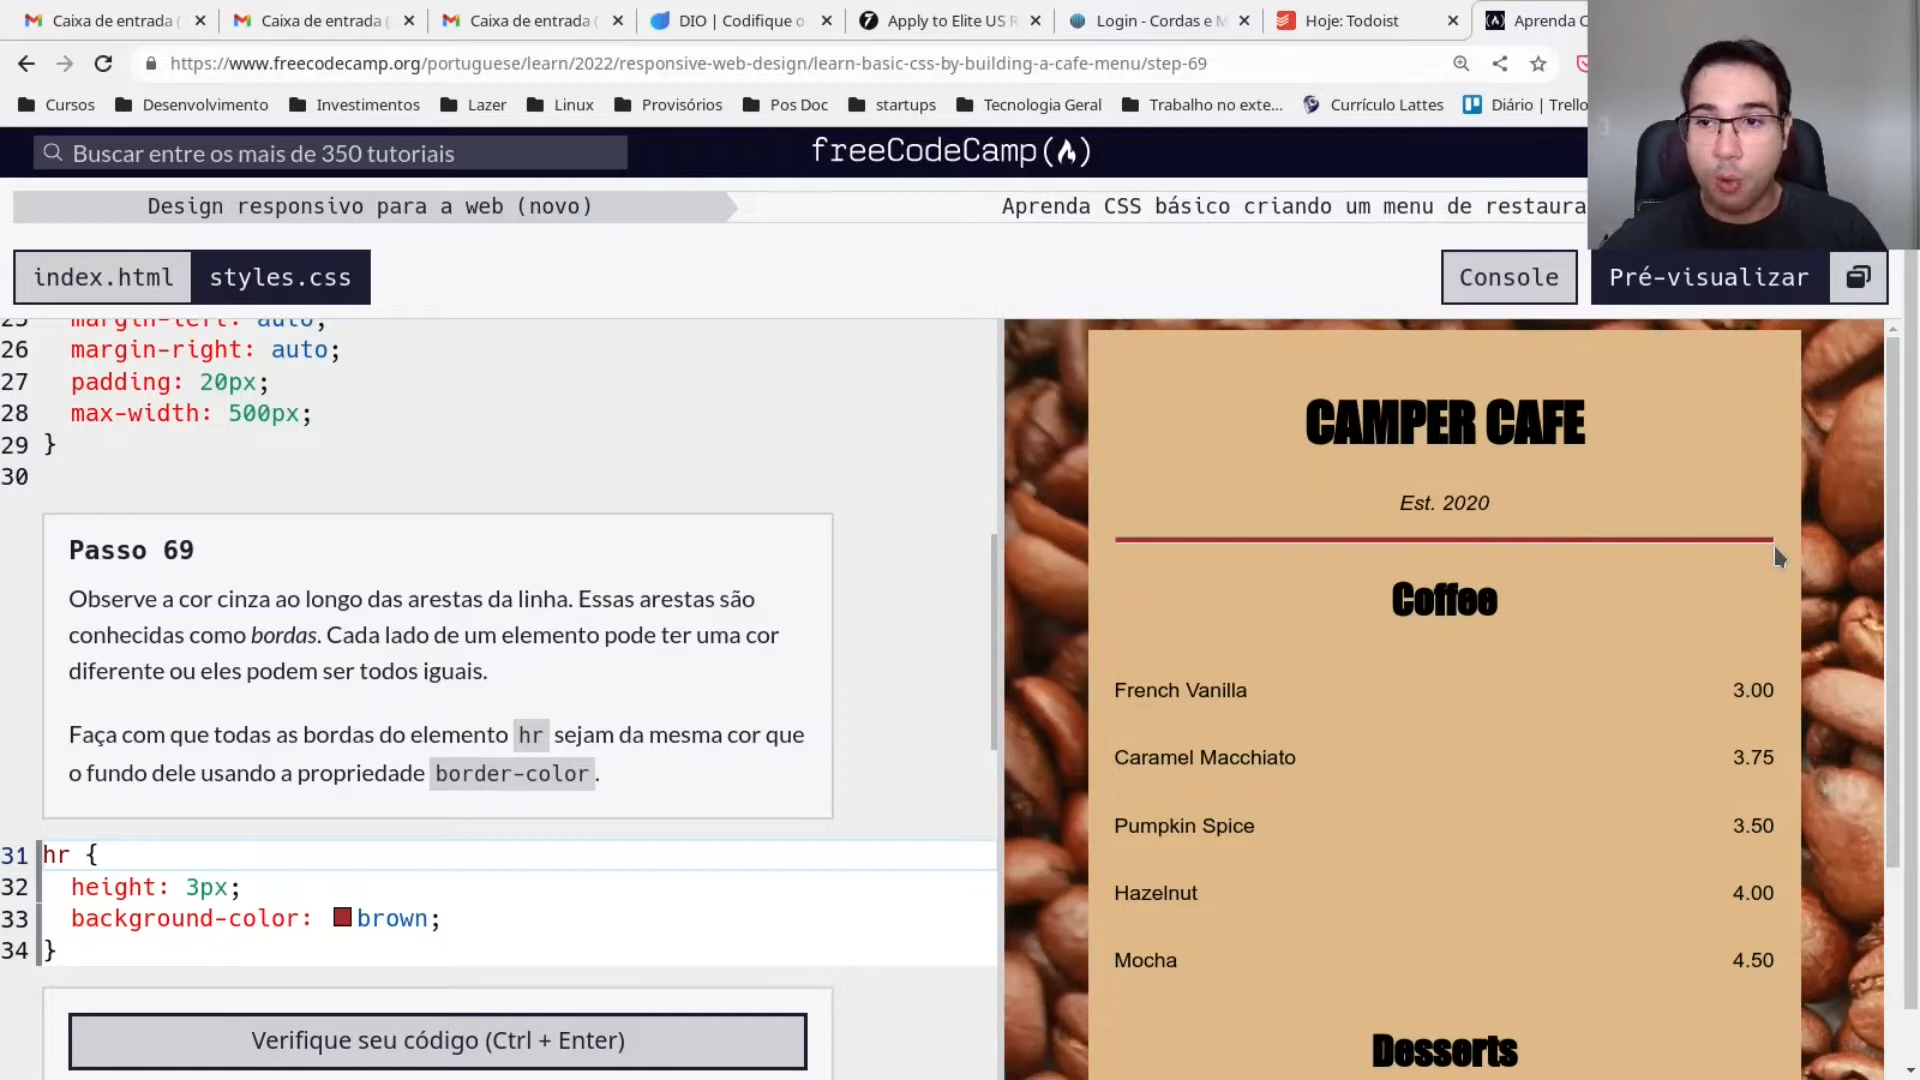 Caixa de entrada (
Caixa de entrada (
Caixa de entrada (
DIO | Codifique o
Apply to Elite US R
Login - Cordas e M
Hoje: Todoist
Aprenda C
https://www.freecodecamp.org/portuguese/learn/2022/responsive-web-design/learn-basic-css-by-building-a-cafe-menu/step-69
Cursos
Desenvolvimento
Investimentos
Lazer
Linux
Provisórios
Pos Doc
startups
Tecnologia Geral
Trabalho no exte...
Currículo Lattes
Diário | Trello
Buscar entre os mais de 350 tutoriais
freeCodeCamp
Design responsivo para a web (novo)
Aprenda CSS básico criando um menu de restaura
index.html
styles.css
Console
Pré-visualizar
25 margin-left: auto;
26 margin-right: auto;
27 padding: 20px;
28 max-width: 500px;
29 }
30
Passo 69
Observe a cor cinza ao longo das arestas da linha. Essas arestas são
conhecidas como bordas. Cada lado de um elemento pode ter uma cor
diferente ou eles podem ser todos iguais.
Faça com que todas as bordas do elemento hr sejam da mesma cor que
o fundo dele usando a propriedade border-color.
31 hr {
32 height: 3px;
33 background-color: brown;
34 }
Verifique seu código (Ctrl + Enter)
CAMPER CAFE
Est. 2020
Coffee
French Vanilla 3.00
Caramel Macchiato 3.75
Pumpkin Spice 3.50
Hazelnut 4.00
Mocha 4.50
Desserts